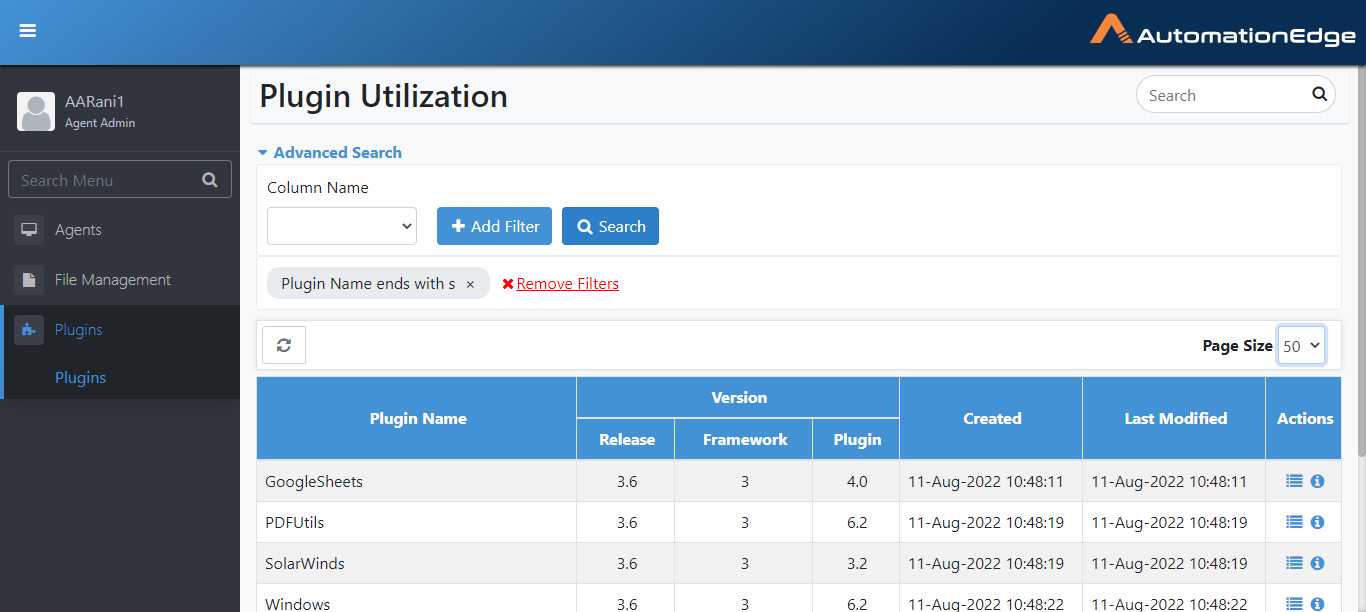 AutomationEdge
AARani1
Agent Admin
Search Menu
Agents
File Management
Plugins
Plugins
Plugin Utilization
Search
Advanced Search
Column Name
Add Filter
Search
Plugin Name ends with s ×
Remove Filters
Page Size 50
Plugin Name Version Created Last Modified Actions
Release Framework Plugin
GoogleSheets 3.6 3 4.0 11-Aug-2022 10:48:11 11-Aug-2022 10:48:11
PDFUtils 3.6 3 6.2 11-Aug-2022 10:48:19 11-Aug-2022 10:48:19
SolarWinds 3.6 3 3.2 11-Aug-2022 10:48:19 11-Aug-2022 10:48:19
Windows 3.6 3 6.2 11-Aug-2022 10:48:22 11-Aug-2022 10:48:22